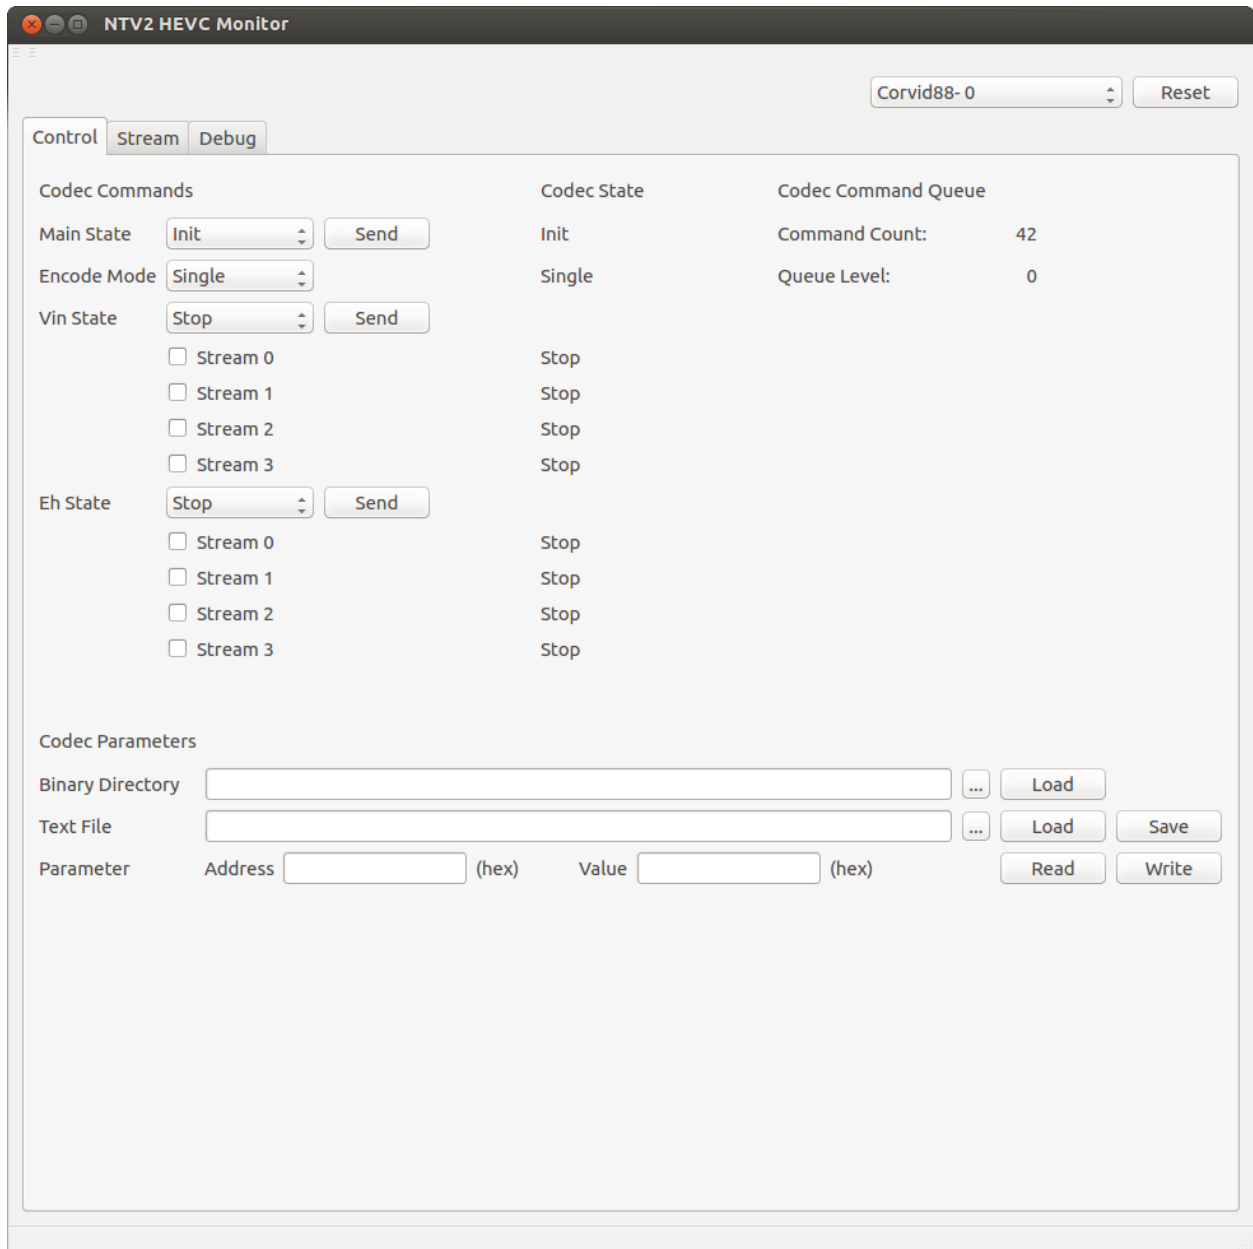 NTV2 HEVC Monitor
Corvid88- 0 Reset
Control Stream Debug
Codec Commands Codec State Codec Command Queue
Main State Init Send Init Command Count: 42
Encode Mode Single Single Queue Level: 0
Vin State Stop Send
Stream 0 Stop
Stream 1 Stop
Stream 2 Stop
Stream 3 Stop
Eh State Stop Send
Stream 0 Stop
Stream 1 Stop
Stream 2 Stop
Stream 3 Stop
Codec Parameters
Binary Directory ... Load
Text File ... Load Save
Parameter Address (hex) Value (hex) Read Write